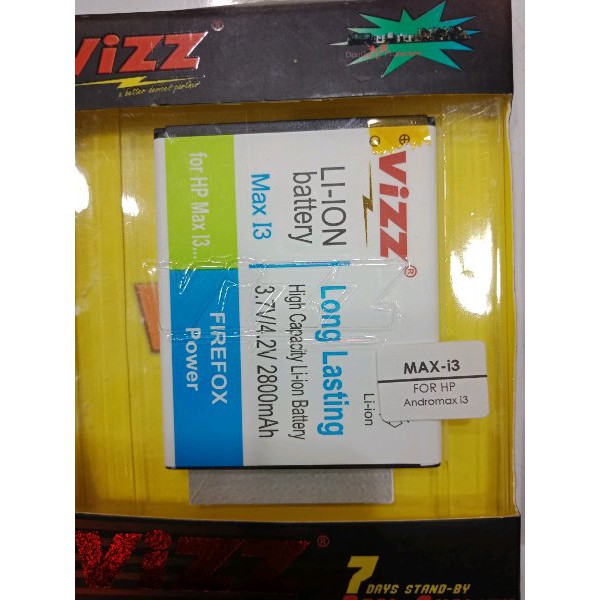 ViZZ®
a better device's partner
ViZZ®
LI-ION
battery
Max I3
for HP Max I3...
Long Lasting
High Capacity Li-ion Battery
3.7V/4.2V 2800mAh
FIREFOX
Power
Li-ion
MAX-i3
FOR HP
Andromax i3
ViZZ®
7 DAYS STAND-BY